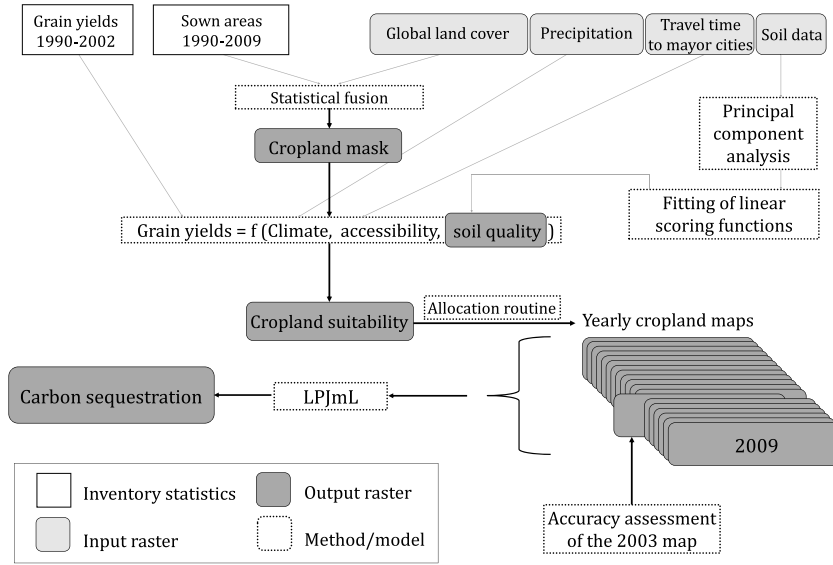 Grain yields
1990-2002
Sown areas
1990-2009
Global land cover
Precipitation
Travel time
to mayor cities
Soil data
Statistical fusion
Principal
component
analysis
Cropland mask
Fitting of linear
scoring functions
Grain yields = f (Climate, accessibility, soil quality )
Cropland suitability
Allocation routine
Yearly cropland maps
Carbon sequestration
LPJmL
2009
Inventory statistics
Output raster
Input raster
Method/model
Accuracy assessment
of the 2003 map